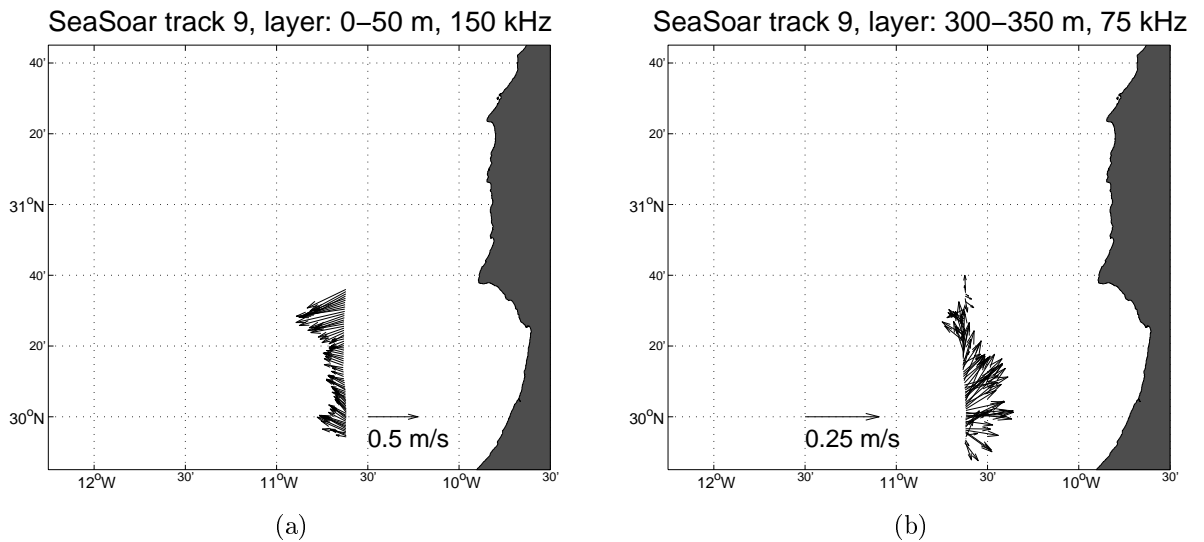 SeaSoar track 9, layer: 0−50 m, 150 kHz
40'
20'
31°N
40'
20'
30°N
0.5 m/s
12°W
30'
11°W
30'
10°W
30'
(a)
SeaSoar track 9, layer: 300−350 m, 75 kHz
40'
20'
31°N
40'
20'
30°N
0.25 m/s
12°W
30'
11°W
30'
10°W
30'
(b)